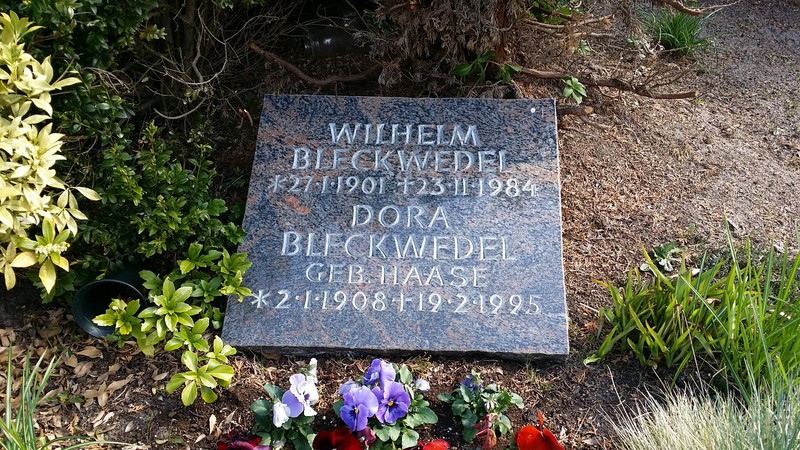 WILHELM
BLECKWEDEL
*27·1·1901 +23·11·1984
DORA
BLECKWEDEL
GEB. HAASE
*2·1·1908 +19·2·1995